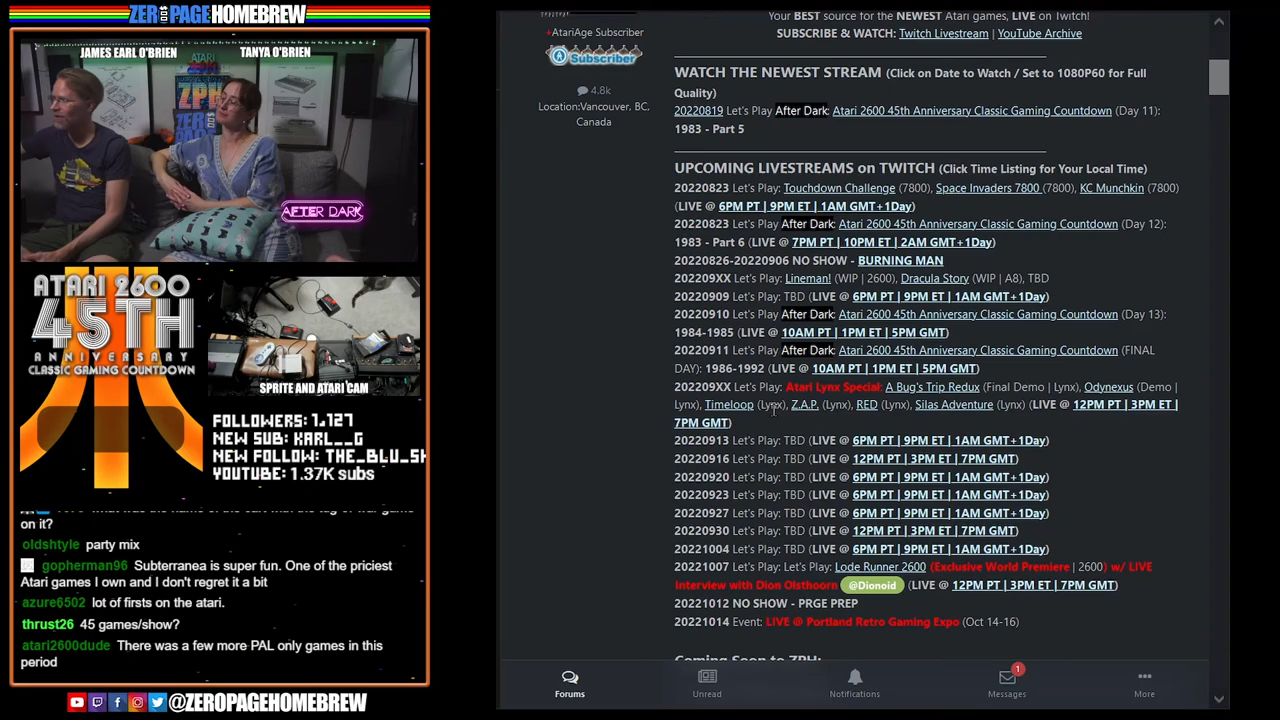 ZEROPAGEHOMEBREW
JAMES EARL O'BRIEN
TANYA O'BRIEN
ATARI
ZPH
AFTER DARK
ATARI 2600
45TH
ANNIVERSARY
CLASSIC GAMING COUNTDOWN
SPRITE AND ATARI CAM
FOLLOWERS: 1,127
NEW SUB: KARL__G
NEW FOLLOW: THE_BLU_SH
YOUTUBE: 1.37K subs
on it?
oldshtyle party mix
gopherman96 Subterranea is super fun. One of the priciest
Atari games I own and I don't regret it a bit
azure6502 lot of firsts on the atari.
thrust26 45 games/show?
atari2600dude There was a few more PAL only games in this
period
@ZEROPAGEHOMEBREW
+AtariAge Subscriber
Subscriber
4.8k
Location:Vancouver, BC,
Canada
Your BEST source for the NEWEST Atari games, LIVE on Twitch!
SUBSCRIBE & WATCH: Twitch Livestream | YouTube Archive
WATCH THE NEWEST STREAM (Click on Date to Watch / Set to 1080P60 for Full
Quality)
20220819 Let's Play After Dark: Atari 2600 45th Anniversary Classic Gaming Countdown (Day 11):
1983 - Part 5
UPCOMING LIVESTREAMS on TWITCH (Click Time Listing for Your Local Time)
20220823 Let's Play: Touchdown Challenge (7800), Space Invaders 7800 (7800), KC Munchkin (7800)
(LIVE @ 6PM PT | 9PM ET | 1AM GMT+1Day)
20220823 Let's Play After Dark: Atari 2600 45th Anniversary Classic Gaming Countdown (Day 12):
1983 - Part 6 (LIVE @ 7PM PT | 10PM ET | 2AM GMT+1Day)
20220826-20220906 NO SHOW - BURNING MAN
202209XX Let's Play: Lineman! (WIP | 2600), Dracula Story (WIP | A8), TBD
20220909 Let's Play: TBD (LIVE @ 6PM PT | 9PM ET | 1AM GMT+1Day)
20220910 Let's Play After Dark: Atari 2600 45th Anniversary Classic Gaming Countdown (Day 13):
1984-1985 (LIVE @ 10AM PT | 1PM ET | 5PM GMT)
20220911 Let's Play After Dark: Atari 2600 45th Anniversary Classic Gaming Countdown (FINAL
DAY): 1986-1992 (LIVE @ 10AM PT | 1PM ET | 5PM GMT)
202209XX Let's Play: Atari Lynx Special: A Bug's Trip Redux (Final Demo | Lynx), Odynexus (Demo |
Lynx), Timeloop (Lynx), Z.A.P. (Lynx), RED (Lynx), Silas Adventure (Lynx) (LIVE @ 12PM PT | 3PM ET |
7PM GMT)
20220913 Let's Play: TBD (LIVE @ 6PM PT | 9PM ET | 1AM GMT+1Day)
20220916 Let's Play: TBD (LIVE @ 12PM PT | 3PM ET | 7PM GMT)
20220920 Let's Play: TBD (LIVE @ 6PM PT | 9PM ET | 1AM GMT+1Day)
20220923 Let's Play: TBD (LIVE @ 6PM PT | 9PM ET | 1AM GMT+1Day)
20220927 Let's Play: TBD (LIVE @ 6PM PT | 9PM ET | 1AM GMT+1Day)
20220930 Let's Play: TBD (LIVE @ 12PM PT | 3PM ET | 7PM GMT)
20221004 Let's Play: TBD (LIVE @ 6PM PT | 9PM ET | 1AM GMT+1Day)
20221007 Let's Play: Let's Play: Lode Runner 2600 (Exclusive World Premiere | 2600) w/ LIVE
Interview with Dion Olsthoorn @Dionoid (LIVE @ 12PM PT | 3PM ET | 7PM GMT)
20221012 NO SHOW - PRGE PREP
20221014 Event: LIVE @ Portland Retro Gaming Expo (Oct 14-16)
Coming Soon to ZPH:
1
Forums
Unread
Notifications
Messages
More